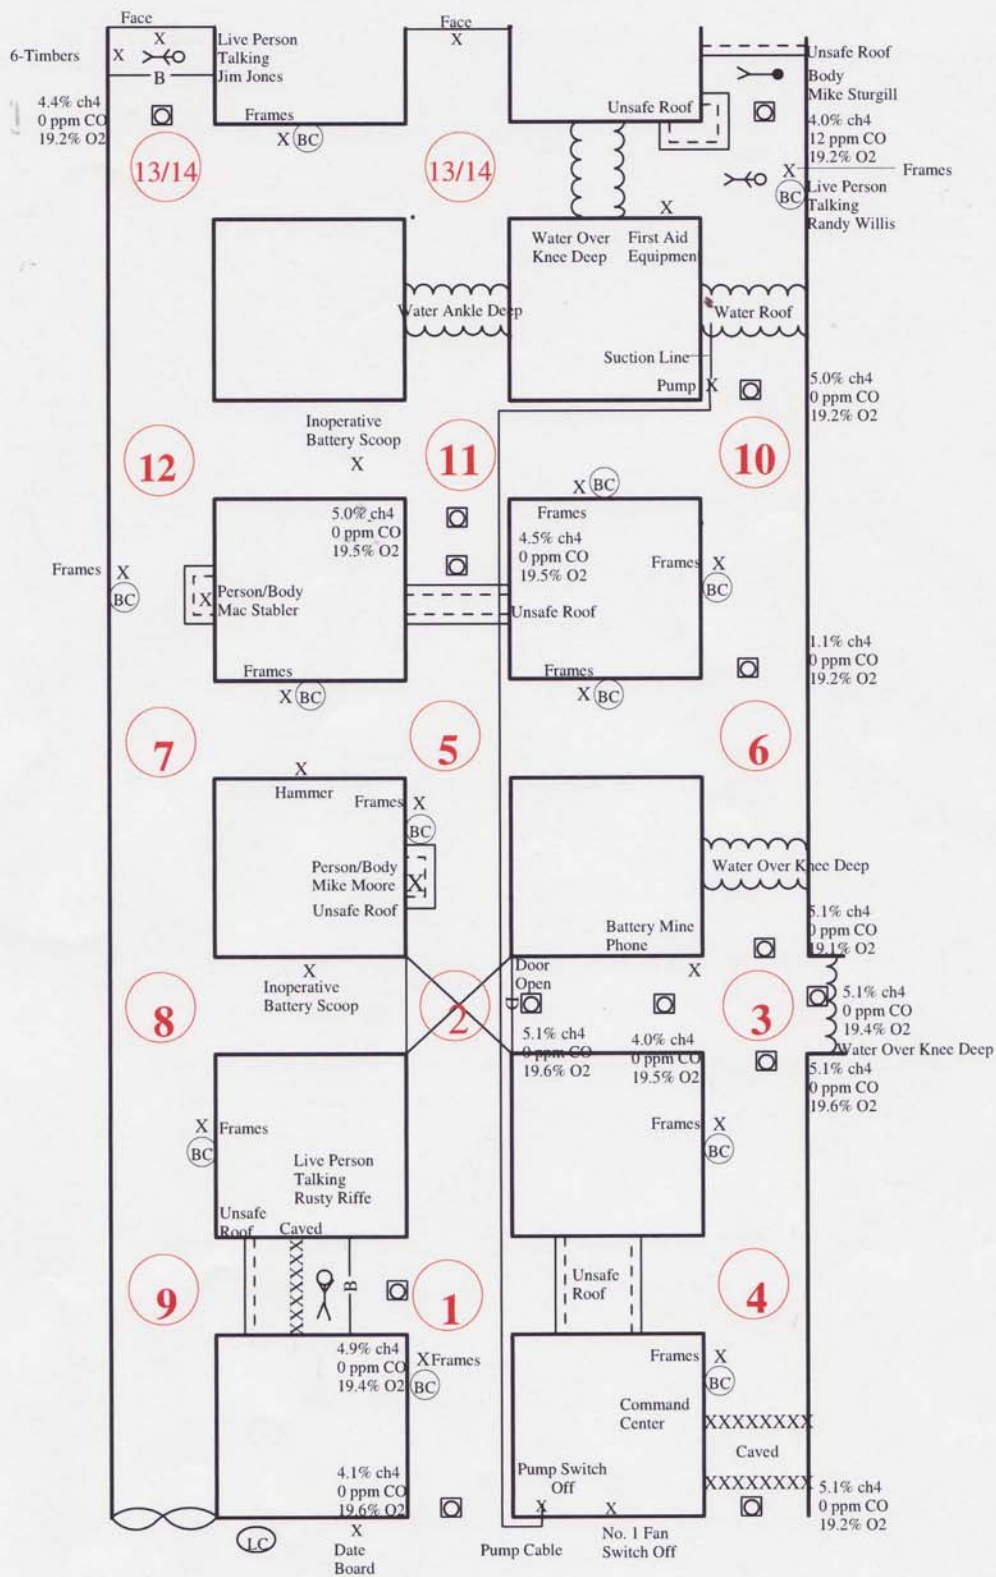 Face
Face
6-Timbers
X
X
Live Person
Talking
Jim Jones
B
X
Unsafe Roof
Body
Mike Sturgill
4.4% ch4
0 ppm CO
19.2% O2
Frames
X BC
Unsafe Roof
4.0% ch4
12 ppm CO
19.2% O2
13/14
13/14
X
Frames
BC
Live Person
Talking
Randy Willis
X
Water Over
Knee Deep
First Aid
Equipmen
Water Ankle Deep
Water Roof
Suction Line
Pump X
5.0% ch4
0 ppm CO
19.2% O2
Inoperative
Battery Scoop
X
12
11
10
X BC
Frames
5.0% ch4
0 ppm CO
19.5% O2
4.5% ch4
0 ppm CO
19.5% O2
Frames X
BC
Frames X
BC
X
Person/Body
Mac Stabler
Unsafe Roof
Frames
X BC
Frames
X BC
1.1% ch4
0 ppm CO
19.2% O2
7
5
6
X
Hammer
Frames X
BC
Person/Body
Mike Moore
X
Unsafe Roof
Water Over Knee Deep
Battery Mine
Phone
X
5.1% ch4
0 ppm CO
19.1% O2
X
Inoperative
Battery Scoop
Door
Open
D
8
2
3
5.1% ch4
0 ppm CO
19.6% O2
4.0% ch4
0 ppm CO
19.5% O2
5.1% ch4
0 ppm CO
19.4% O2
Water Over Knee Deep
5.1% ch4
0 ppm CO
19.6% O2
X
Frames
BC
Frames X
BC
Live Person
Talking
Rusty Riffe
Unsafe
Roof
Caved
XXXXXXXX
B
Unsafe
Roof
9
1
4
4.9% ch4
0 ppm CO
19.4% O2
X Frames
BC
Frames X
BC
Command
Center
XXXXXXXX
Caved
XXXXXXXX
4.1% ch4
0 ppm CO
19.6% O2
Pump Switch
Off
X
X
5.1% ch4
0 ppm CO
19.2% O2
LC
X
Date
Board
Pump Cable
No. 1 Fan
Switch Off